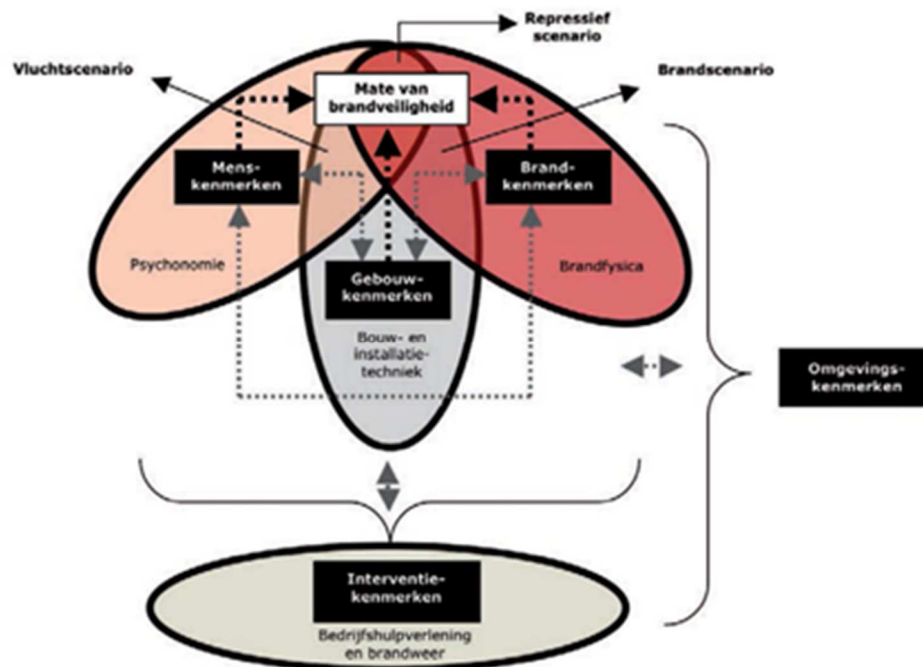 Repressief
scenario
Vluchtscenario
Brandscenario
Mate van
brandveiligheid
Mens-
kenmerken
Brand-
kenmerken
Psychonomie
Brandfysica
Gebouw-
kenmerken
Bouw- en
installatie-
techniek
Omgevings-
kenmerken
Interventie-
kenmerken
Bedrijfshulpverlening
en brandweer